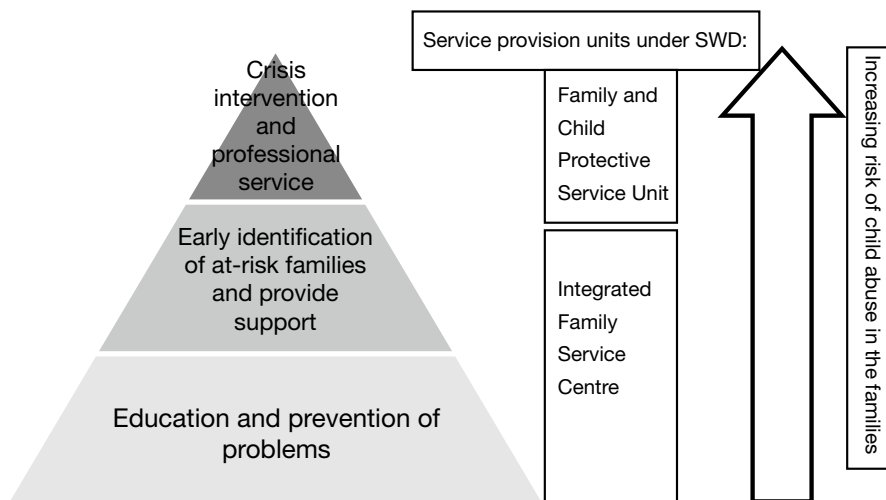 Crisis
intervention
and
professional
service
Early identification
of at-risk families
and provide
support
Education and prevention of
problems
Service provision units under SWD:
Family and
Child
Protective
Service Unit
Integrated
Family
Service
Centre
Increasing risk of child abuse in the families